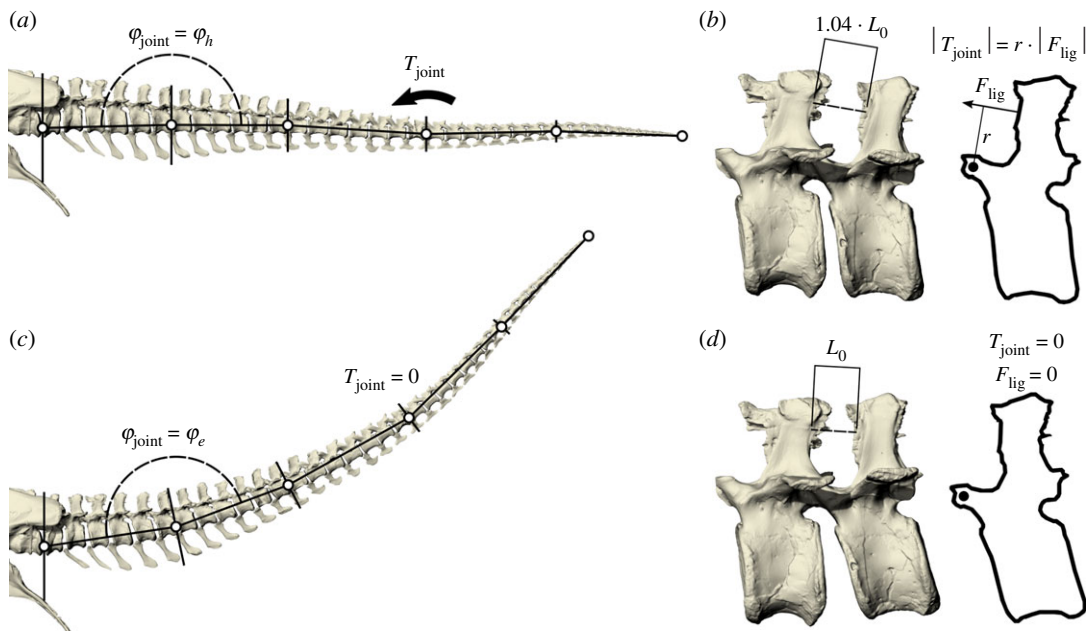 (a)
φjoint = φh
Tjoint
(b)
1.04 · L0
| Tjoint | = r · | Flig |
Flig
r
(c)
Tjoint = 0
φjoint = φe
(d)
L0
Tjoint = 0
Flig = 0